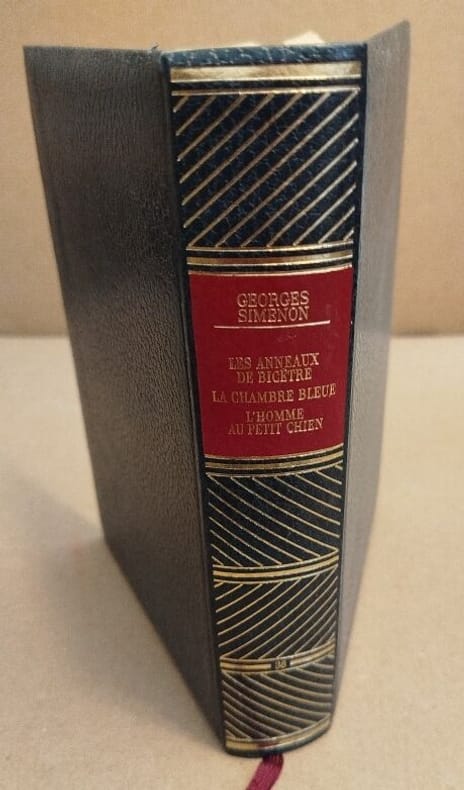 GEORGES
SIMENON
LES ANNEAUX
DE BICÊTRE
LA CHAMBRE BLEUE
L'HOMME
AU PETIT CHIEN